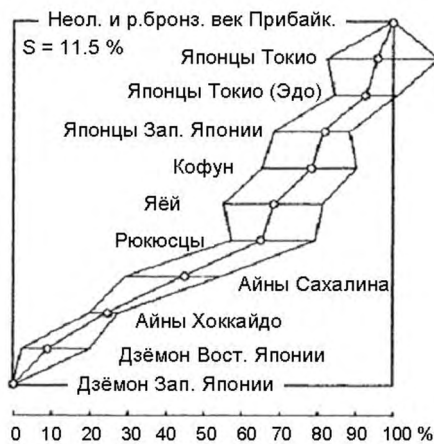 Неол. и р.бронз. век Прибайк.
S = 11.5 %
Японцы Токио
Японцы Токио (Эдо)
Японцы Зап. Японии
Кофун
Яёй
Рюкюсцы
Айны Сахалина
Айны Хоккайдо
Дзёмон Вост. Японии
Дзёмон Зап. Японии
0 10 20 30 40 50 60 70 80 90 100 %